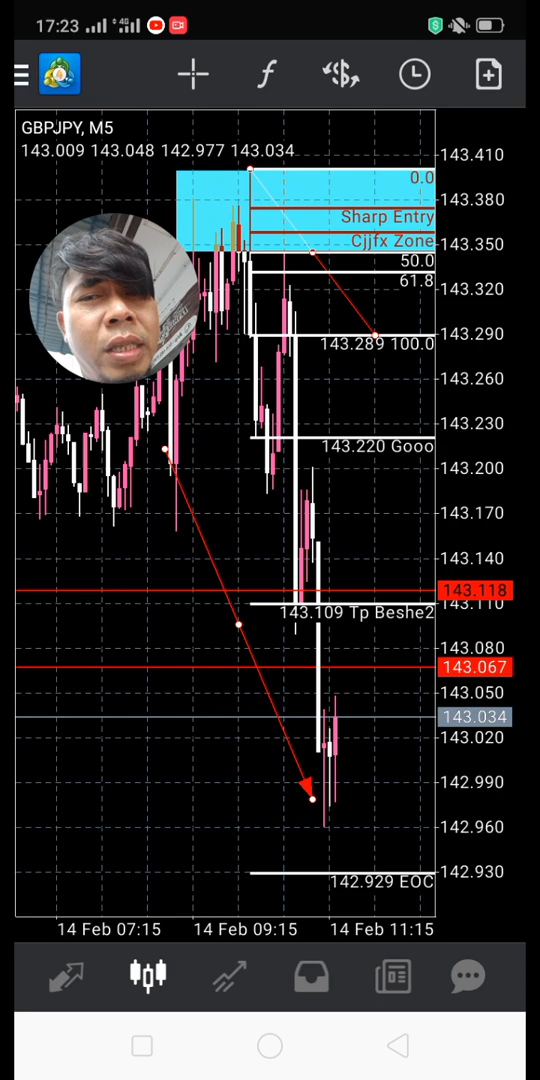 17:23
4G
GBPJPY, M5
143.009 143.048 142.977 143.034
143.410
0.0
143.380
Sharp Entry
Cjjfx Zone
143.350
50.0
143.320
61.8
143.290
143.289 100.0
143.260
143.230
143.220 Gooo
143.200
143.170
143.140
143.118
143.110
143.109 Tp Beshe2
143.080
143.067
143.050
143.034
143.020
142.990
142.960
142.930
142.929 EOC
14 Feb 07:15 14 Feb 09:15 14 Feb 11:15